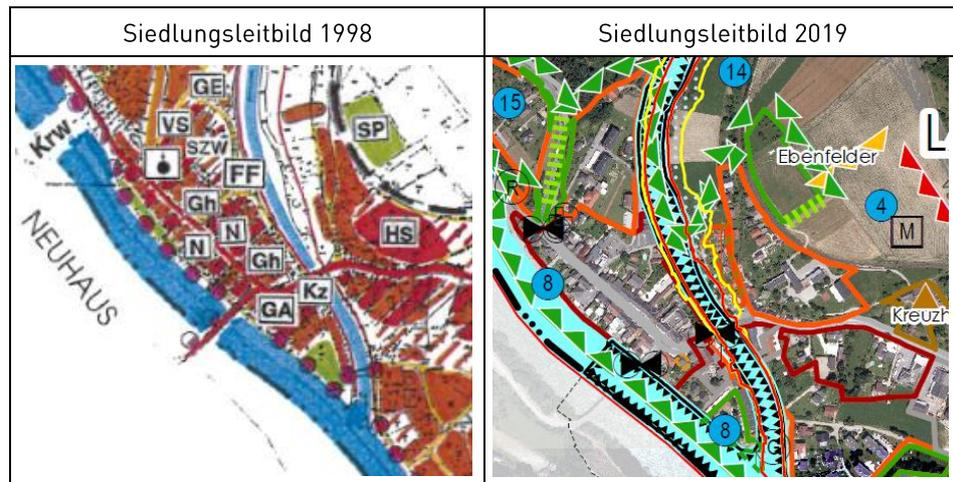 Siedlungsleitbild 1998
Siedlungsleitbild 2019
GE
VS
SZW
SP
Krw
FF
Gh
HS
N
N
Gh
NEUHAUS
Kz
GA
14
15
L
Ebenfelder
4
M
R
8
Kreuzh
8